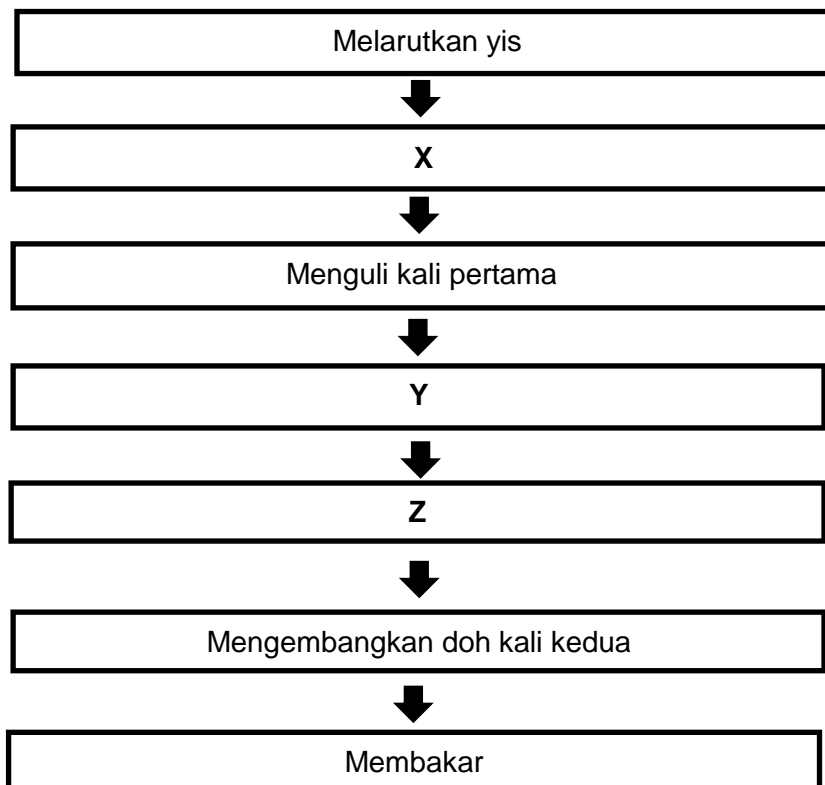 Melarutkan yis
X
Menguli kali pertama
Y
Z
Mengembangkan doh kali kedua
Membakar